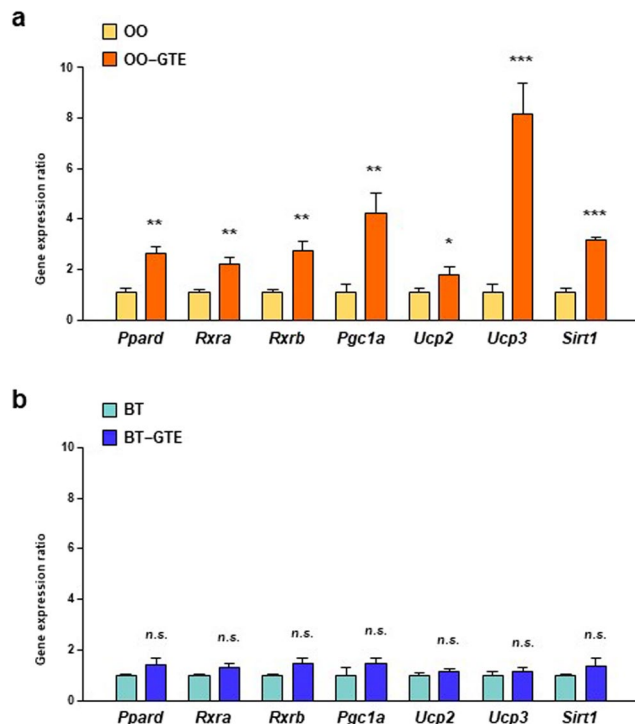 a
OO
OO–GTE
Gene expression ratio
10
8
6
4
2
0
** ** ** ** * *** ***
Ppard Rxra Rxrb Pgc1a Ucp2 Ucp3 Sirt1
b
BT
BT–GTE
Gene expression ratio
10
8
6
4
2
0
n.s. n.s. n.s. n.s. n.s. n.s. n.s.
Ppard Rxra Rxrb Pgc1a Ucp2 Ucp3 Sirt1